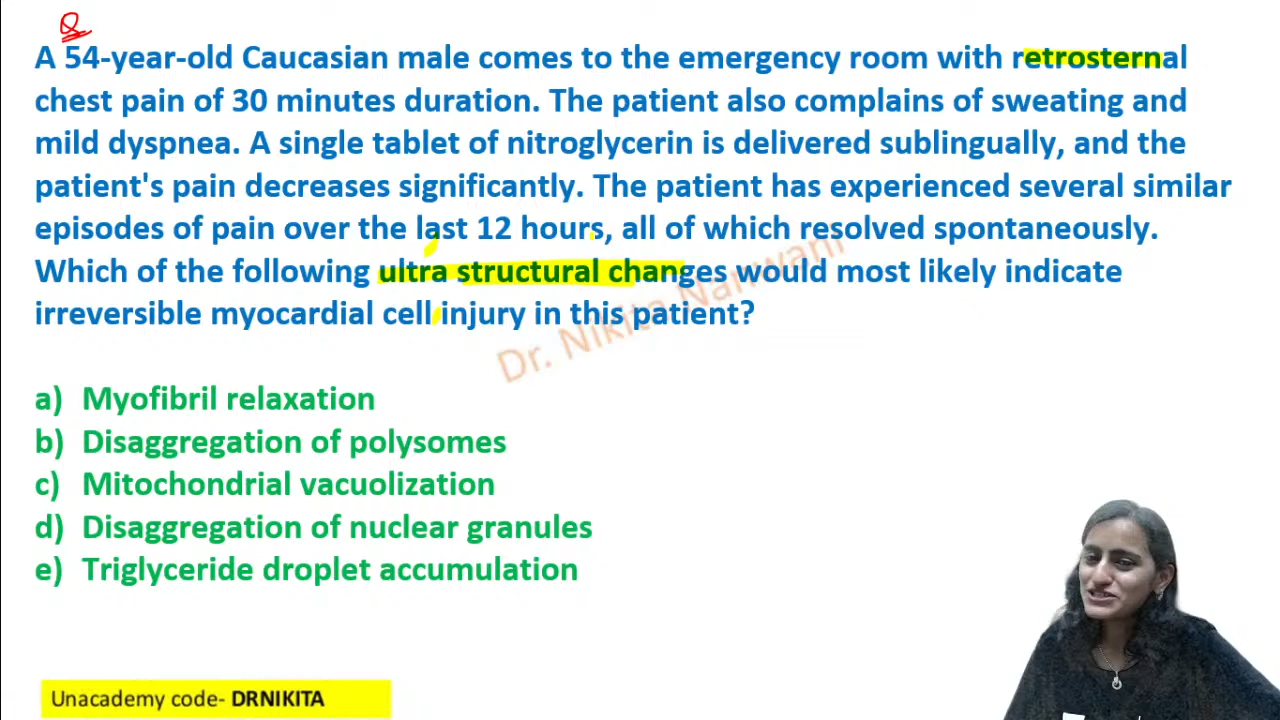 Q
A 54-year-old Caucasian male comes to the emergency room with retrosternal
chest pain of 30 minutes duration. The patient also complains of sweating and
mild dyspnea. A single tablet of nitroglycerin is delivered sublingually, and the
patient's pain decreases significantly. The patient has experienced several similar
episodes of pain over the last 12 hours, all of which resolved spontaneously.
Which of the following ultra structural changes would most likely indicate
irreversible myocardial cell injury in this patient?
Dr. Nikita Nanwani
a) Myofibril relaxation
b) Disaggregation of polysomes
c) Mitochondrial vacuolization
d) Disaggregation of nuclear granules
e) Triglyceride droplet accumulation
Unacademy code- DRNIKITA